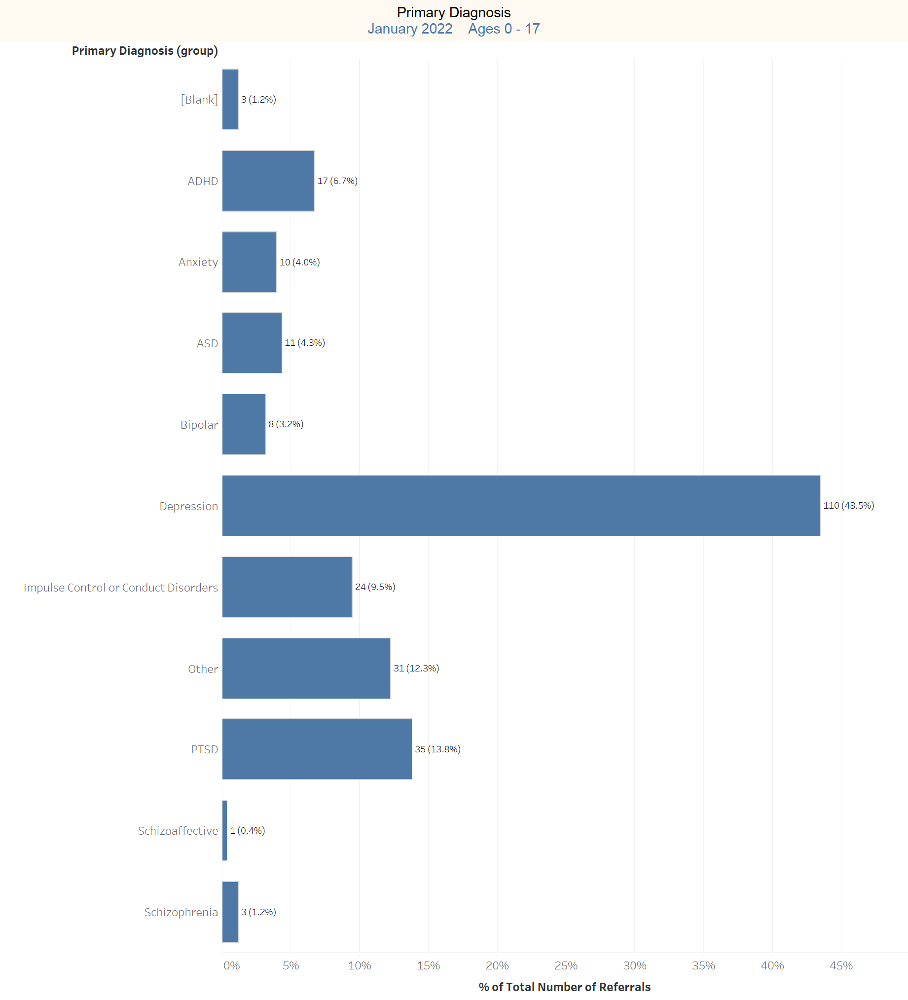 Primary Diagnosis
January 2022 Ages 0 - 17
Primary Diagnosis (group)
[Blank] 3 (1.2%)
ADHD 17 (6.7%)
Anxiety 10 (4.0%)
ASD 11 (4.3%)
Bipolar 8 (3.2%)
Depression 110 (43.5%)
Impulse Control or Conduct Disorders 24 (9.5%)
Other 31 (12.3%)
PTSD 35 (13.8%)
Schizoaffective 1 (0.4%)
Schizophrenia 3 (1.2%)
0% 5% 10% 15% 20% 25% 30% 35% 40% 45%
% of Total Number of Referrals